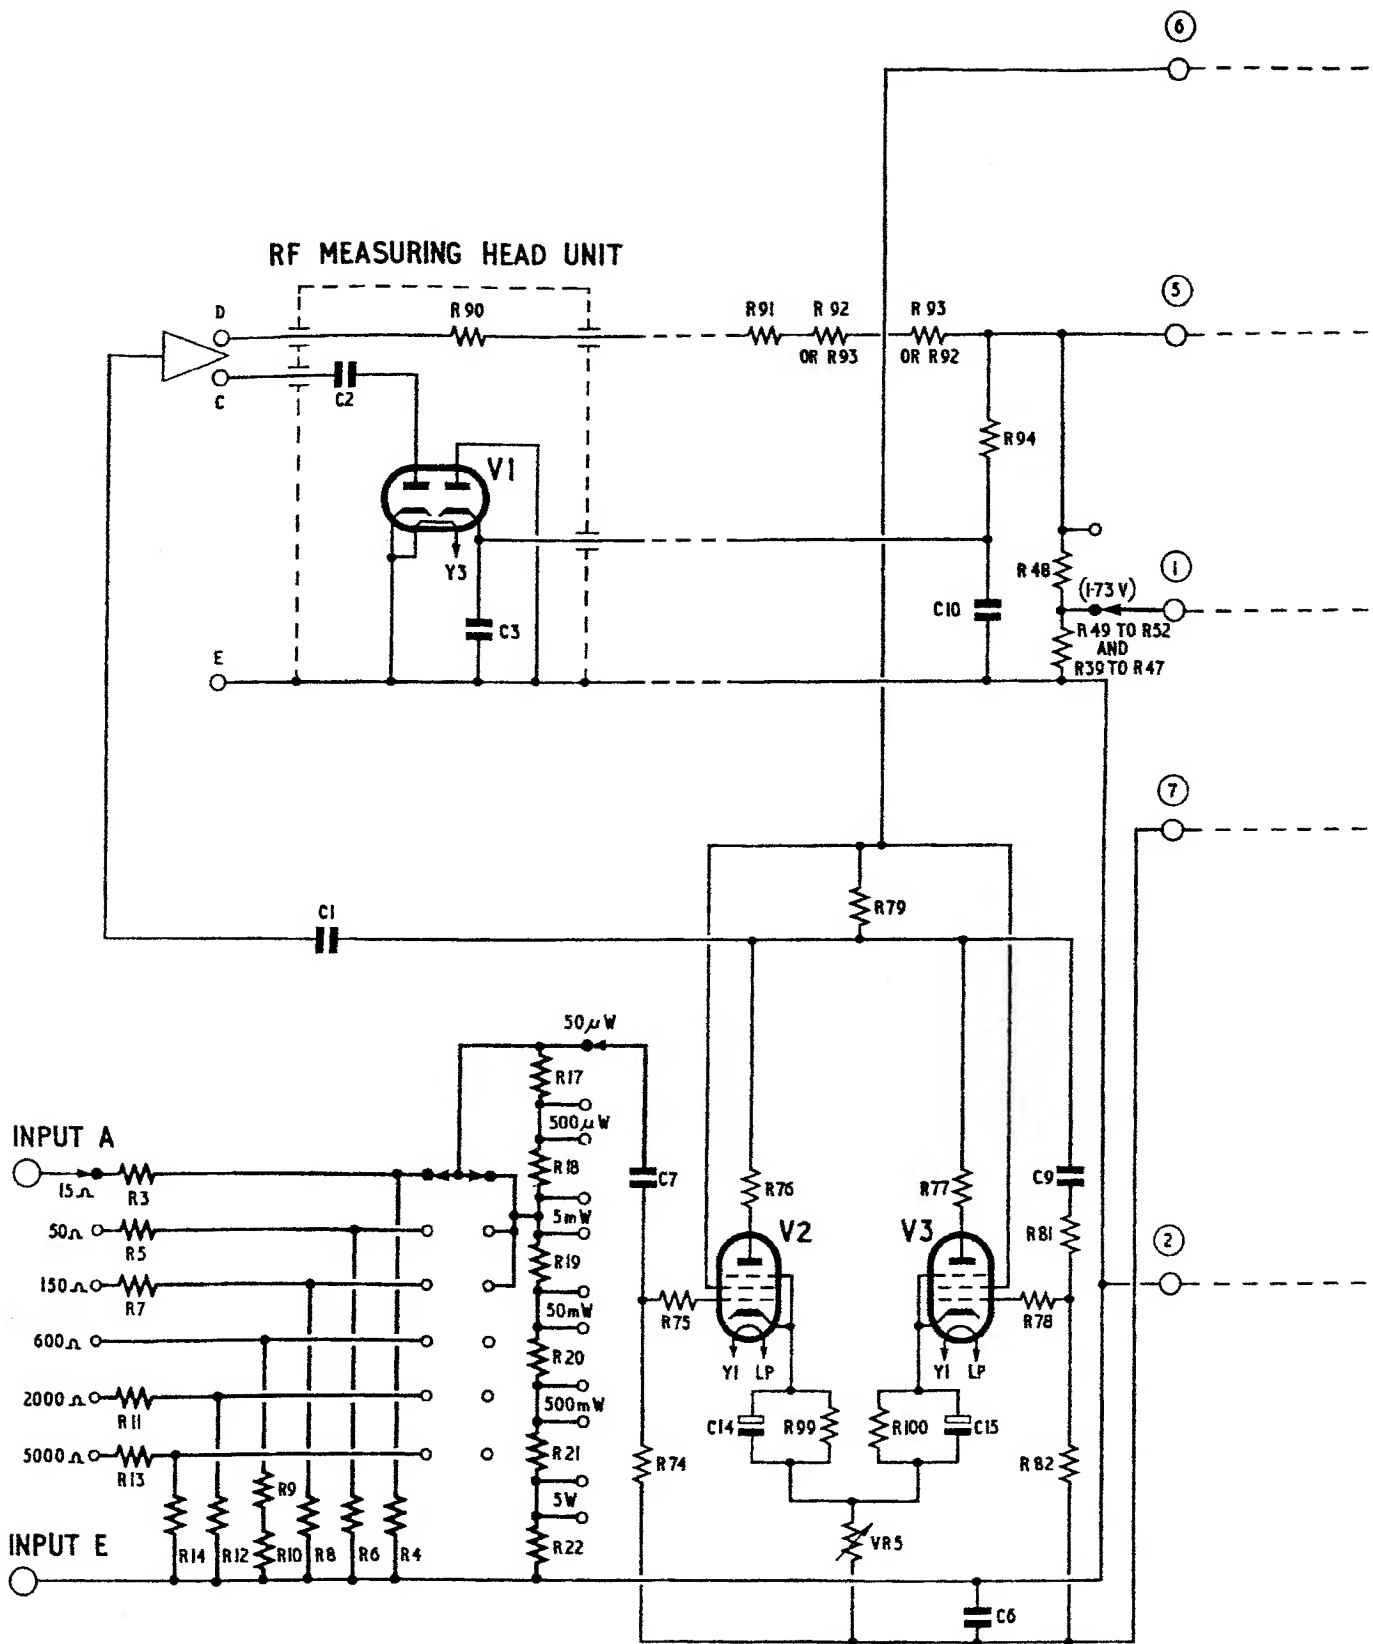 6
RF MEASURING HEAD UNIT
D
R90
R91
R 92
OR R93
R 93
OR R92
5
C
C2
R94
V1
Y3
C3
C10
R 48
(1·73 V)
1
R49 TO R52
AND
R39 TO R47
E
7
R79
C1
50μW
R17
500μW
INPUT A
15Ω
R3
R18
C7
R76
R77
C9
5mW
V2
V3
R81
2
50Ω
R5
R19
150Ω
R7
50mW
R75
R78
600Ω
R20
Y1
LP
Y1
LP
2000Ω
R11
500mW
C14
R99
R100
C15
5000Ω
R13
R21
R74
R82
R9
5W
INPUT E
R14
R12
R10
R8
R6
R4
R22
VR5
C6